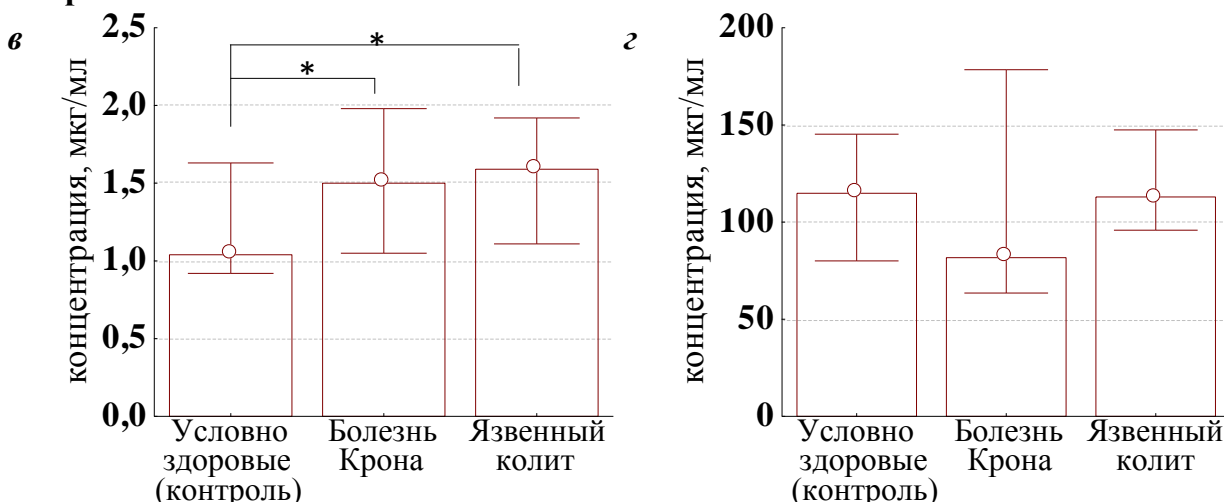 в
2,5
2,0
1,5
1,0
0,5
0,0
концентрация, мкг/мл
*
*
Условно
здоровые
(контроль)
Болезнь
Крона
Язвенный
колит
г
200
150
100
50
0
концентрация, мкг/мл
Условно
здоровые
(контроль)
Болезнь
Крона
Язвенный
колит